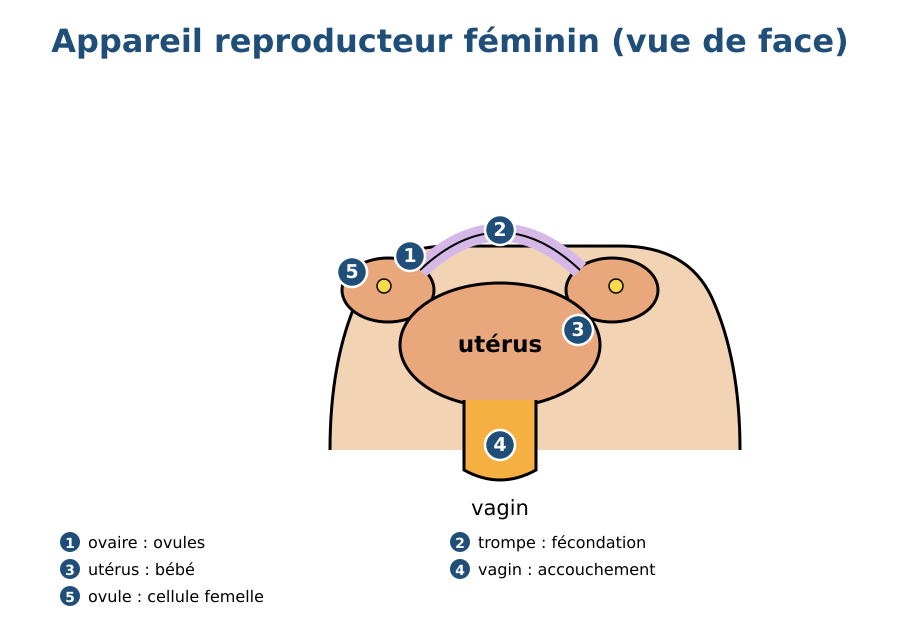 Appareil reproducteur féminin (vue de face)
2
1
5
3
utérus
4
vagin
1 ovaire : ovules
2 trompe : fécondation
3 utérus : bébé
4 vagin : accouchement
5 ovule : cellule femelle